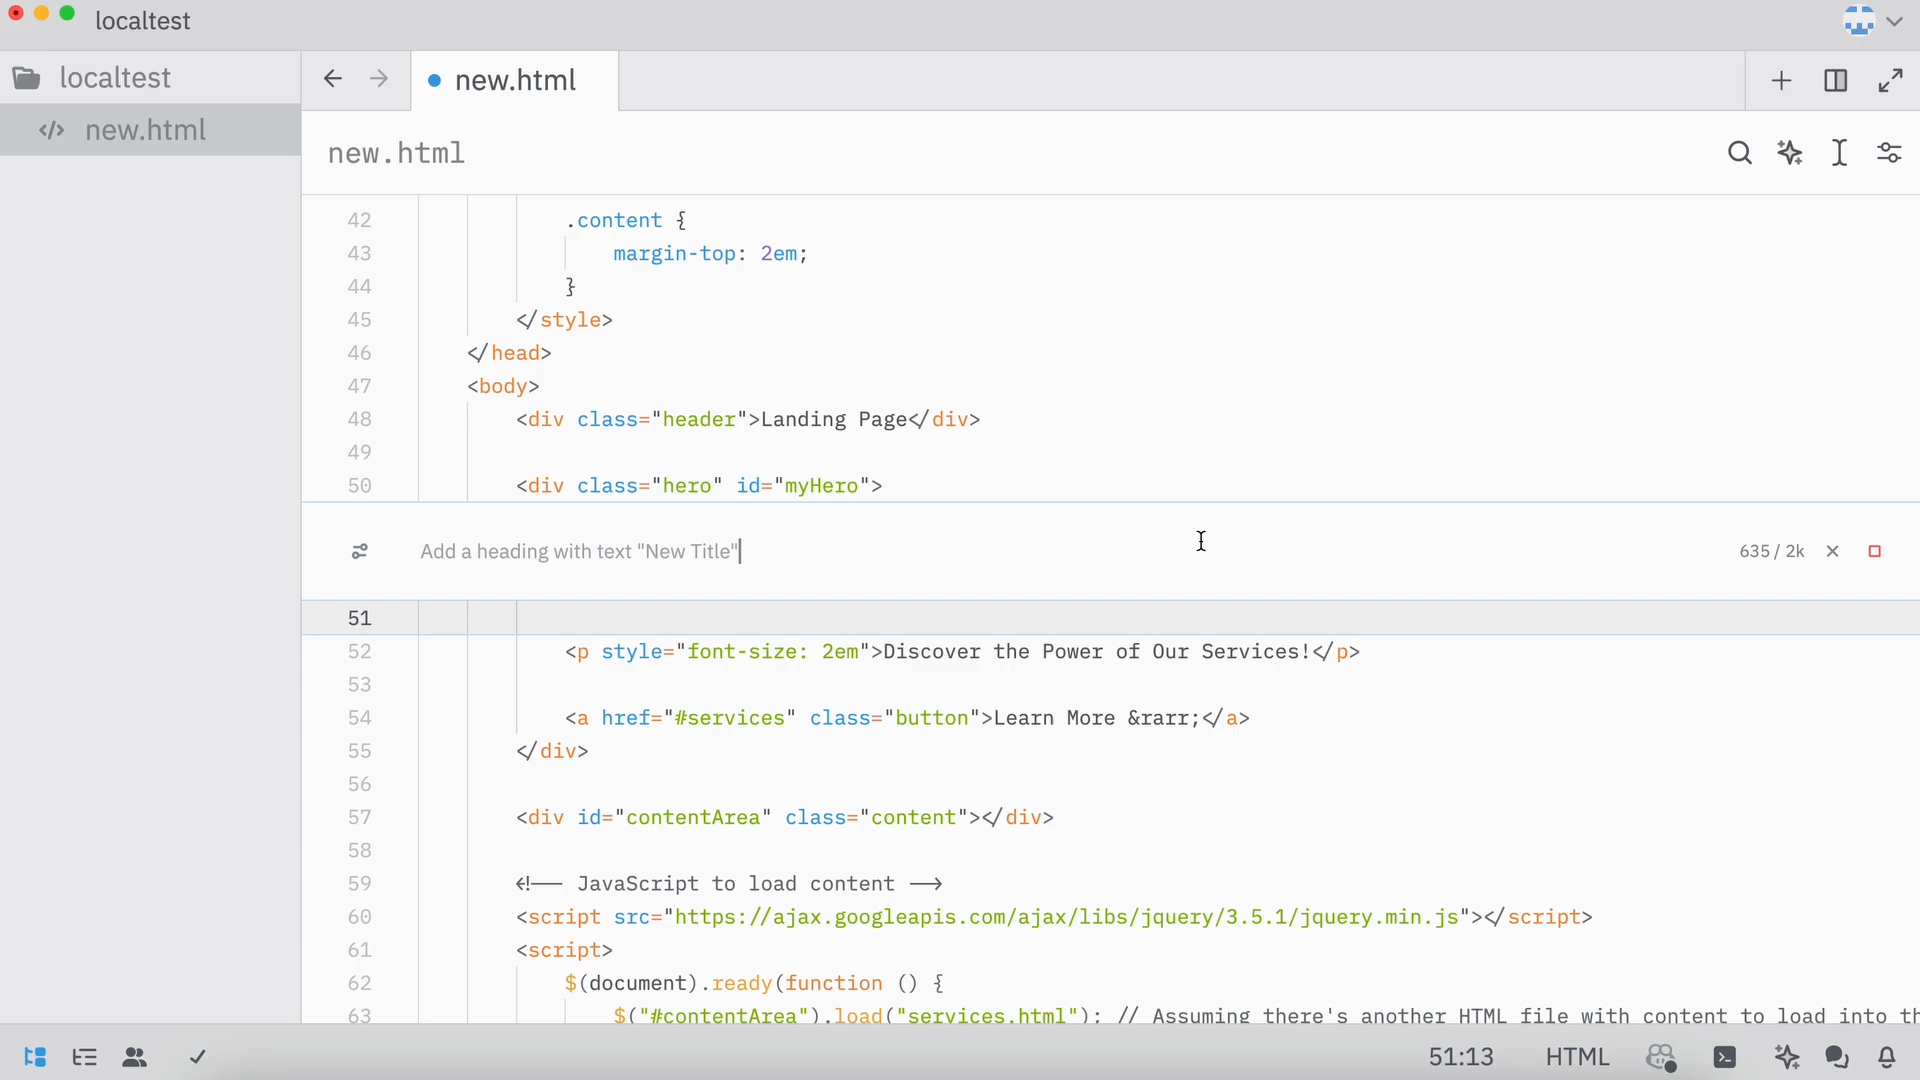 localtest
localtest
new.html
new.html
new.html
42 .content {
43 margin-top: 2em;
44 }
45 </style>
46 </head>
47 <body>
48 <div class="header">Landing Page</div>
49
50 <div class="hero" id="myHero">
Add a heading with text "New Title"
635 / 2k
51
52 <p style="font-size: 2em">Discover the Power of Our Services!</p>
53
54 <a href="#services" class="button">Learn More &rarr;</a>
55 </div>
56
57 <div id="contentArea" class="content"></div>
58
59 <!-- JavaScript to load content -->
60 <script src="https://ajax.googleapis.com/ajax/libs/jquery/3.5.1/jquery.min.js"></script>
61 <script>
62 $(document).ready(function () {
63 $("#contentArea").load("services.html"); // Assuming there's another HTML file with content to load into th
51:13
HTML